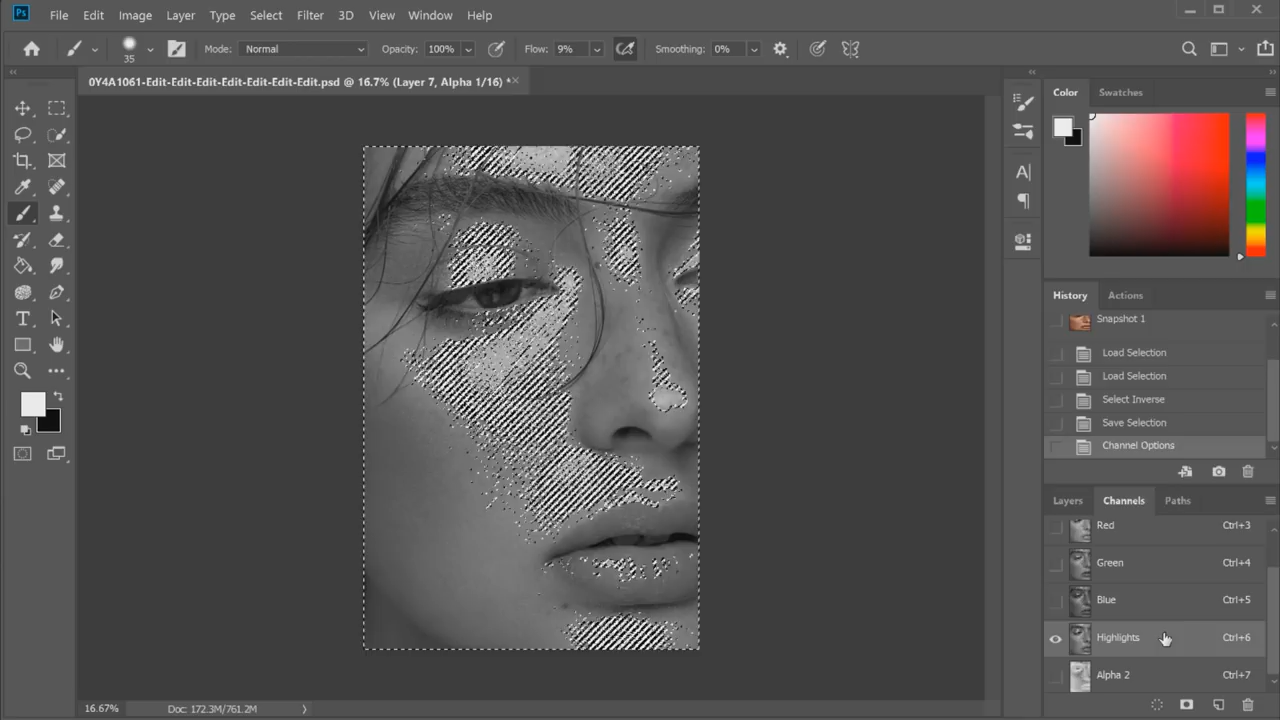 Ps File Edit Image Layer Type Select Filter 3D View Window Help
35 Mode: Normal Opacity: 100% Flow: 9% Smoothing: 0%
0Y4A1061-Edit-Edit-Edit-Edit-Edit-Edit-Edit.psd @ 16.7% (Layer 7, Alpha 1/16) *
Color Swatches
History Actions
Snapshot 1
Load Selection
Load Selection
Select Inverse
Save Selection
Channel Options
Layers Channels Paths
Red Ctrl+3
Green Ctrl+4
Blue Ctrl+5
Highlights Ctrl+6
Alpha 2 Ctrl+7
16.67% Doc: 172.3M/761.2M